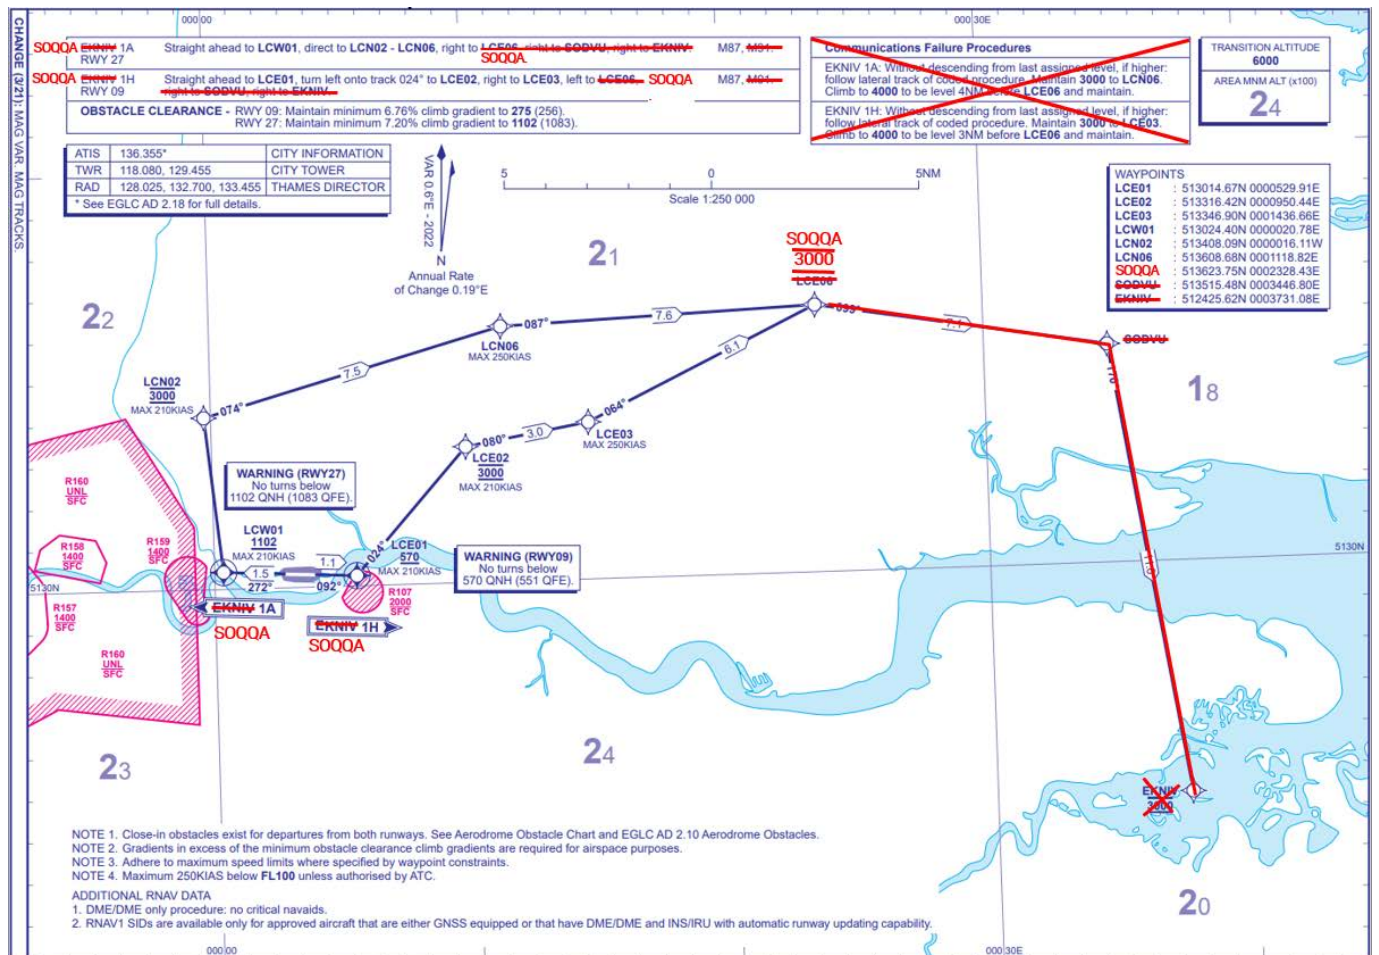 CHANGE (3/21): MAG VAR. MAG TRACKS.
000 00
000 30E
SOQQA EKNIV 1A Straight ahead to LCW01, direct to LCN02 - LCN06, right to LCE06, right to SODVU, right to EKNIV. M87, M91.
RWY 27 SOQQA
SOQQA EKNIV 1H Straight ahead to LCE01, turn left onto track 024° to LCE02, right to LCE03, left to LCE06, SOQQA M87, M91.
RWY 09 right to SODVU, right to EKNIV.
OBSTACLE CLEARANCE - RWY 09: Maintain minimum 6.76% climb gradient to 275 (256).
RWY 27: Maintain minimum 7.20% climb gradient to 1102 (1083).
Communications Failure Procedures
EKNIV 1A: Without descending from last assigned level, if higher:
follow lateral track of coded procedure. Maintain 3000 to LCN06.
Climb to 4000 to be level 4NM before LCE06 and maintain.
EKNIV 1H: Without descending from last assigned level, if higher:
follow lateral track of coded procedure. Maintain 3000 to LCE03.
Climb to 4000 to be level 3NM before LCE06 and maintain.
TRANSITION ALTITUDE
6000
AREA MNM ALT (x100)
24
ATIS 136.355* CITY INFORMATION
TWR 118.080, 129.455 CITY TOWER
RAD 128.025, 132.700, 133.455 THAMES DIRECTOR
* See EGLC AD 2.18 for full details.
VAR 0.6°E - 2022
N
Annual Rate
of Change 0.19°E
5 0 5NM
Scale 1:250 000
WAYPOINTS
LCE01 : 513014.67N 0000529.91E
LCE02 : 513316.42N 0000950.44E
LCE03 : 513346.90N 0001436.66E
LCW01 : 513024.40N 0000020.78E
LCN02 : 513408.09N 0000016.11W
LCN06 : 513608.68N 0001118.82E
SOQQA : 513623.75N 0002328.43E
SODVU : 513515.48N 0003446.80E
EKNIV : 512425.62N 0003731.08E
21
SOQQA
3000
LCE06
22
087°
7.6
099°
7.1
LCN06
MAX 250KIAS
SODVU
7.5
6.1
LCN02
3000
MAX 210KIAS
074°
170°
18
064°
080°
3.0
LCE03
MAX 250KIAS
LCE02
3000
MAX 210KIAS
WARNING (RWY27)
No turns below
1102 QNH (1083 QFE).
R160
UNL
SFC
R158
1400
SFC
R159
1400
SFC
LCW01
1102
MAX 210KIAS
024°
LCE01
570
MAX 210KIAS
WARNING (RWY09)
No turns below
570 QNH (551 QFE).
1.5
1.1
272°
092°
5130N
5130N
11.0
R157
1400
SFC
R107
2000
SFC
EKNIV 1A
SOQQA
EKNIV 1H
SOQQA
R160
UNL
SFC
23
24
EKNIV
3000
20
NOTE 1. Close-in obstacles exist for departures from both runways. See Aerodrome Obstacle Chart and EGLC AD 2.10 Aerodrome Obstacles.
NOTE 2. Gradients in excess of the minimum obstacle clearance climb gradients are required for airspace purposes.
NOTE 3. Adhere to maximum speed limits where specified by waypoint constraints.
NOTE 4. Maximum 250KIAS below FL100 unless authorised by ATC.
ADDITIONAL RNAV DATA
1. DME/DME only procedure: no critical navaids.
2. RNAV1 SIDs are available only for approved aircraft that are either GNSS equipped or that have DME/DME and INS/IRU with automatic runway updating capability.
000 00
000 30E